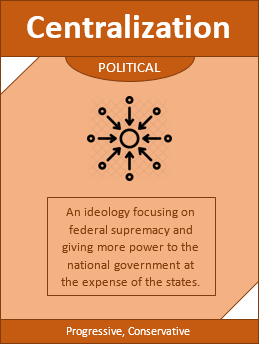 Centralization
POLITICAL
An ideology focusing on
federal supremacy and
giving more power to the
national government at
the expense of the states.
Progressive, Conservative